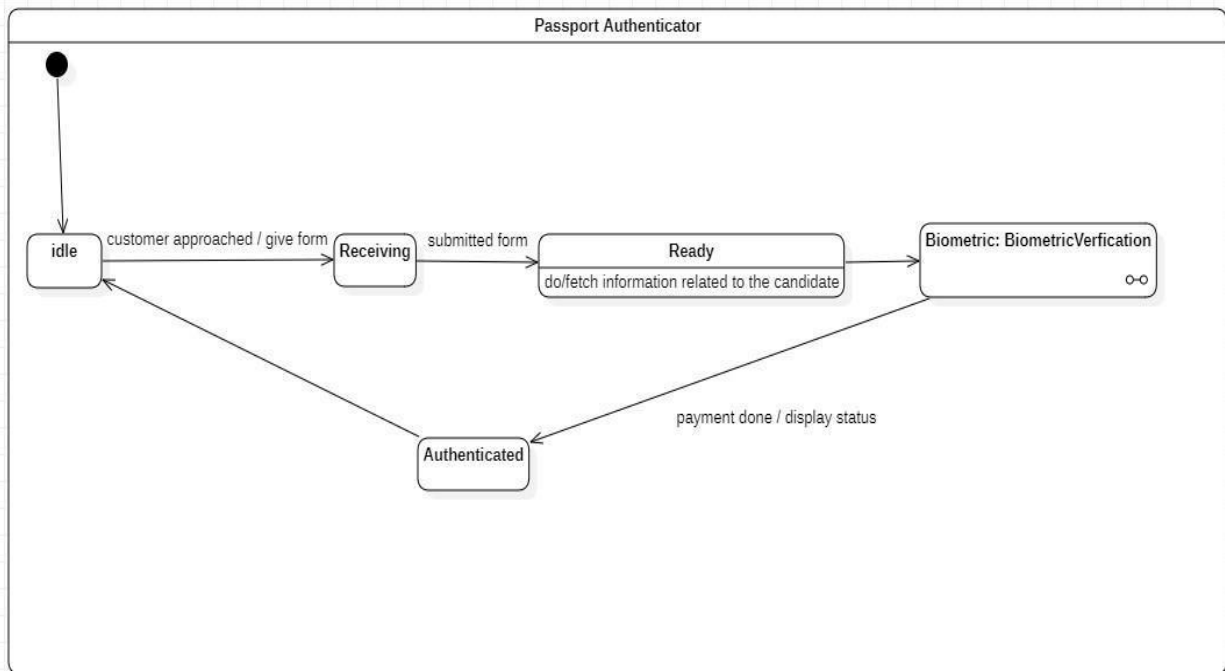 Passport Authenticator
idle
customer approached / give form
Receiving
submitted form
Ready
do/fetch information related to the candidate
Biometric: BiometricVerfication
payment done / display status
Authenticated